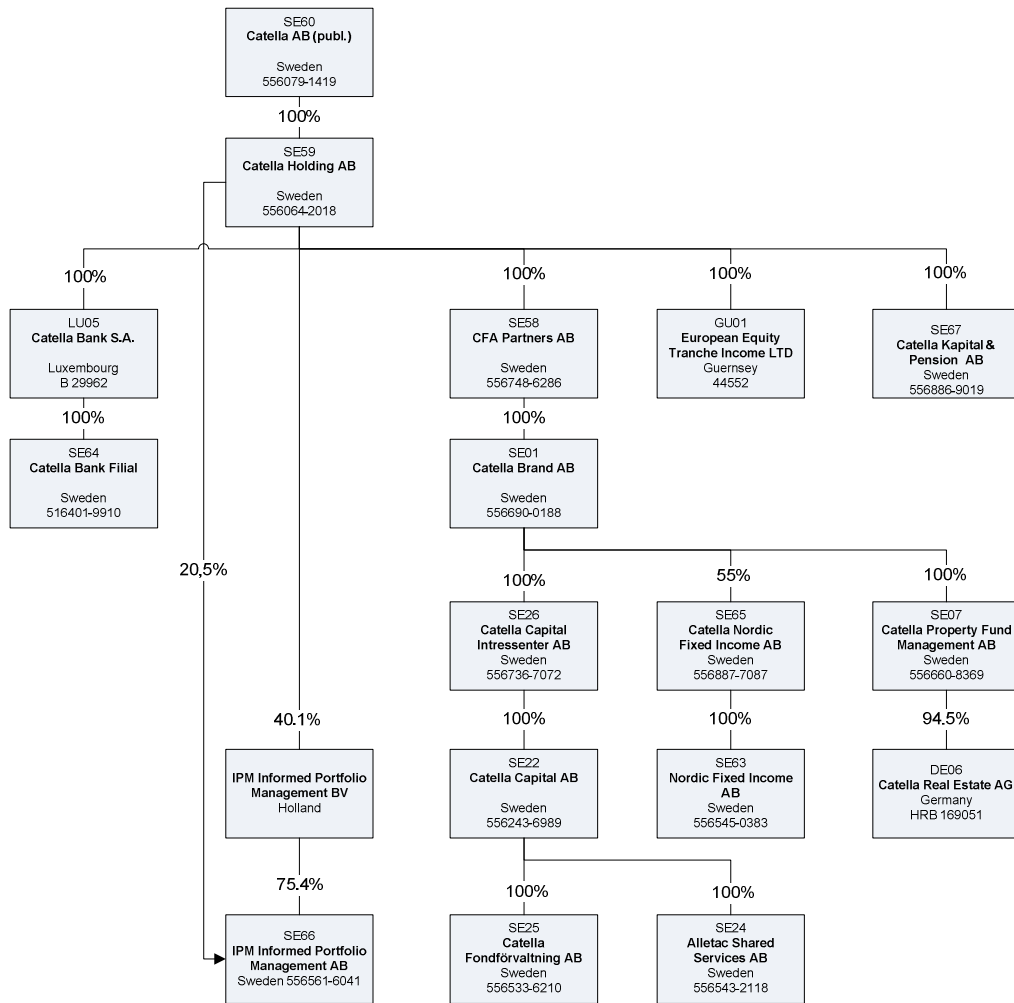 SE60
Catella AB (publ.)
Sweden
556079-1419
100%
SE59
Catella Holding AB
Sweden
556064-2018
100%
100%
100%
100%
LU05
Catella Bank S.A.
Luxembourg
B 29962
SE58
CFA Partners AB
Sweden
556748-6286
GU01
European Equity
Tranche Income LTD
Guernsey
44552
SE67
Catella Kapital &
Pension AB
Sweden
556886-9019
100%
100%
SE64
Catella Bank Filial
Sweden
516401-9910
SE01
Catella Brand AB
Sweden
556690-0188
20,5%
100%
55%
100%
SE26
Catella Capital
Intressenter AB
Sweden
556736-7072
SE65
Catella Nordic
Fixed Income AB
Sweden
556887-7087
SE07
Catella Property Fund
Management AB
Sweden
556660-8369
40.1%
100%
100%
94.5%
IPM Informed Portfolio
Management BV
Holland
SE22
Catella Capital AB
Sweden
556243-6989
SE63
Nordic Fixed Income
AB
Sweden
556545-0383
DE06
Catella Real Estate AG
Germany
HRB 169051
75.4%
100%
100%
SE66
IPM Informed Portfolio
Management AB
Sweden 556561-6041
SE25
Catella
Fondförvaltning AB
Sweden
556533-6210
SE24
Alletac Shared
Services AB
Sweden
556543-2118